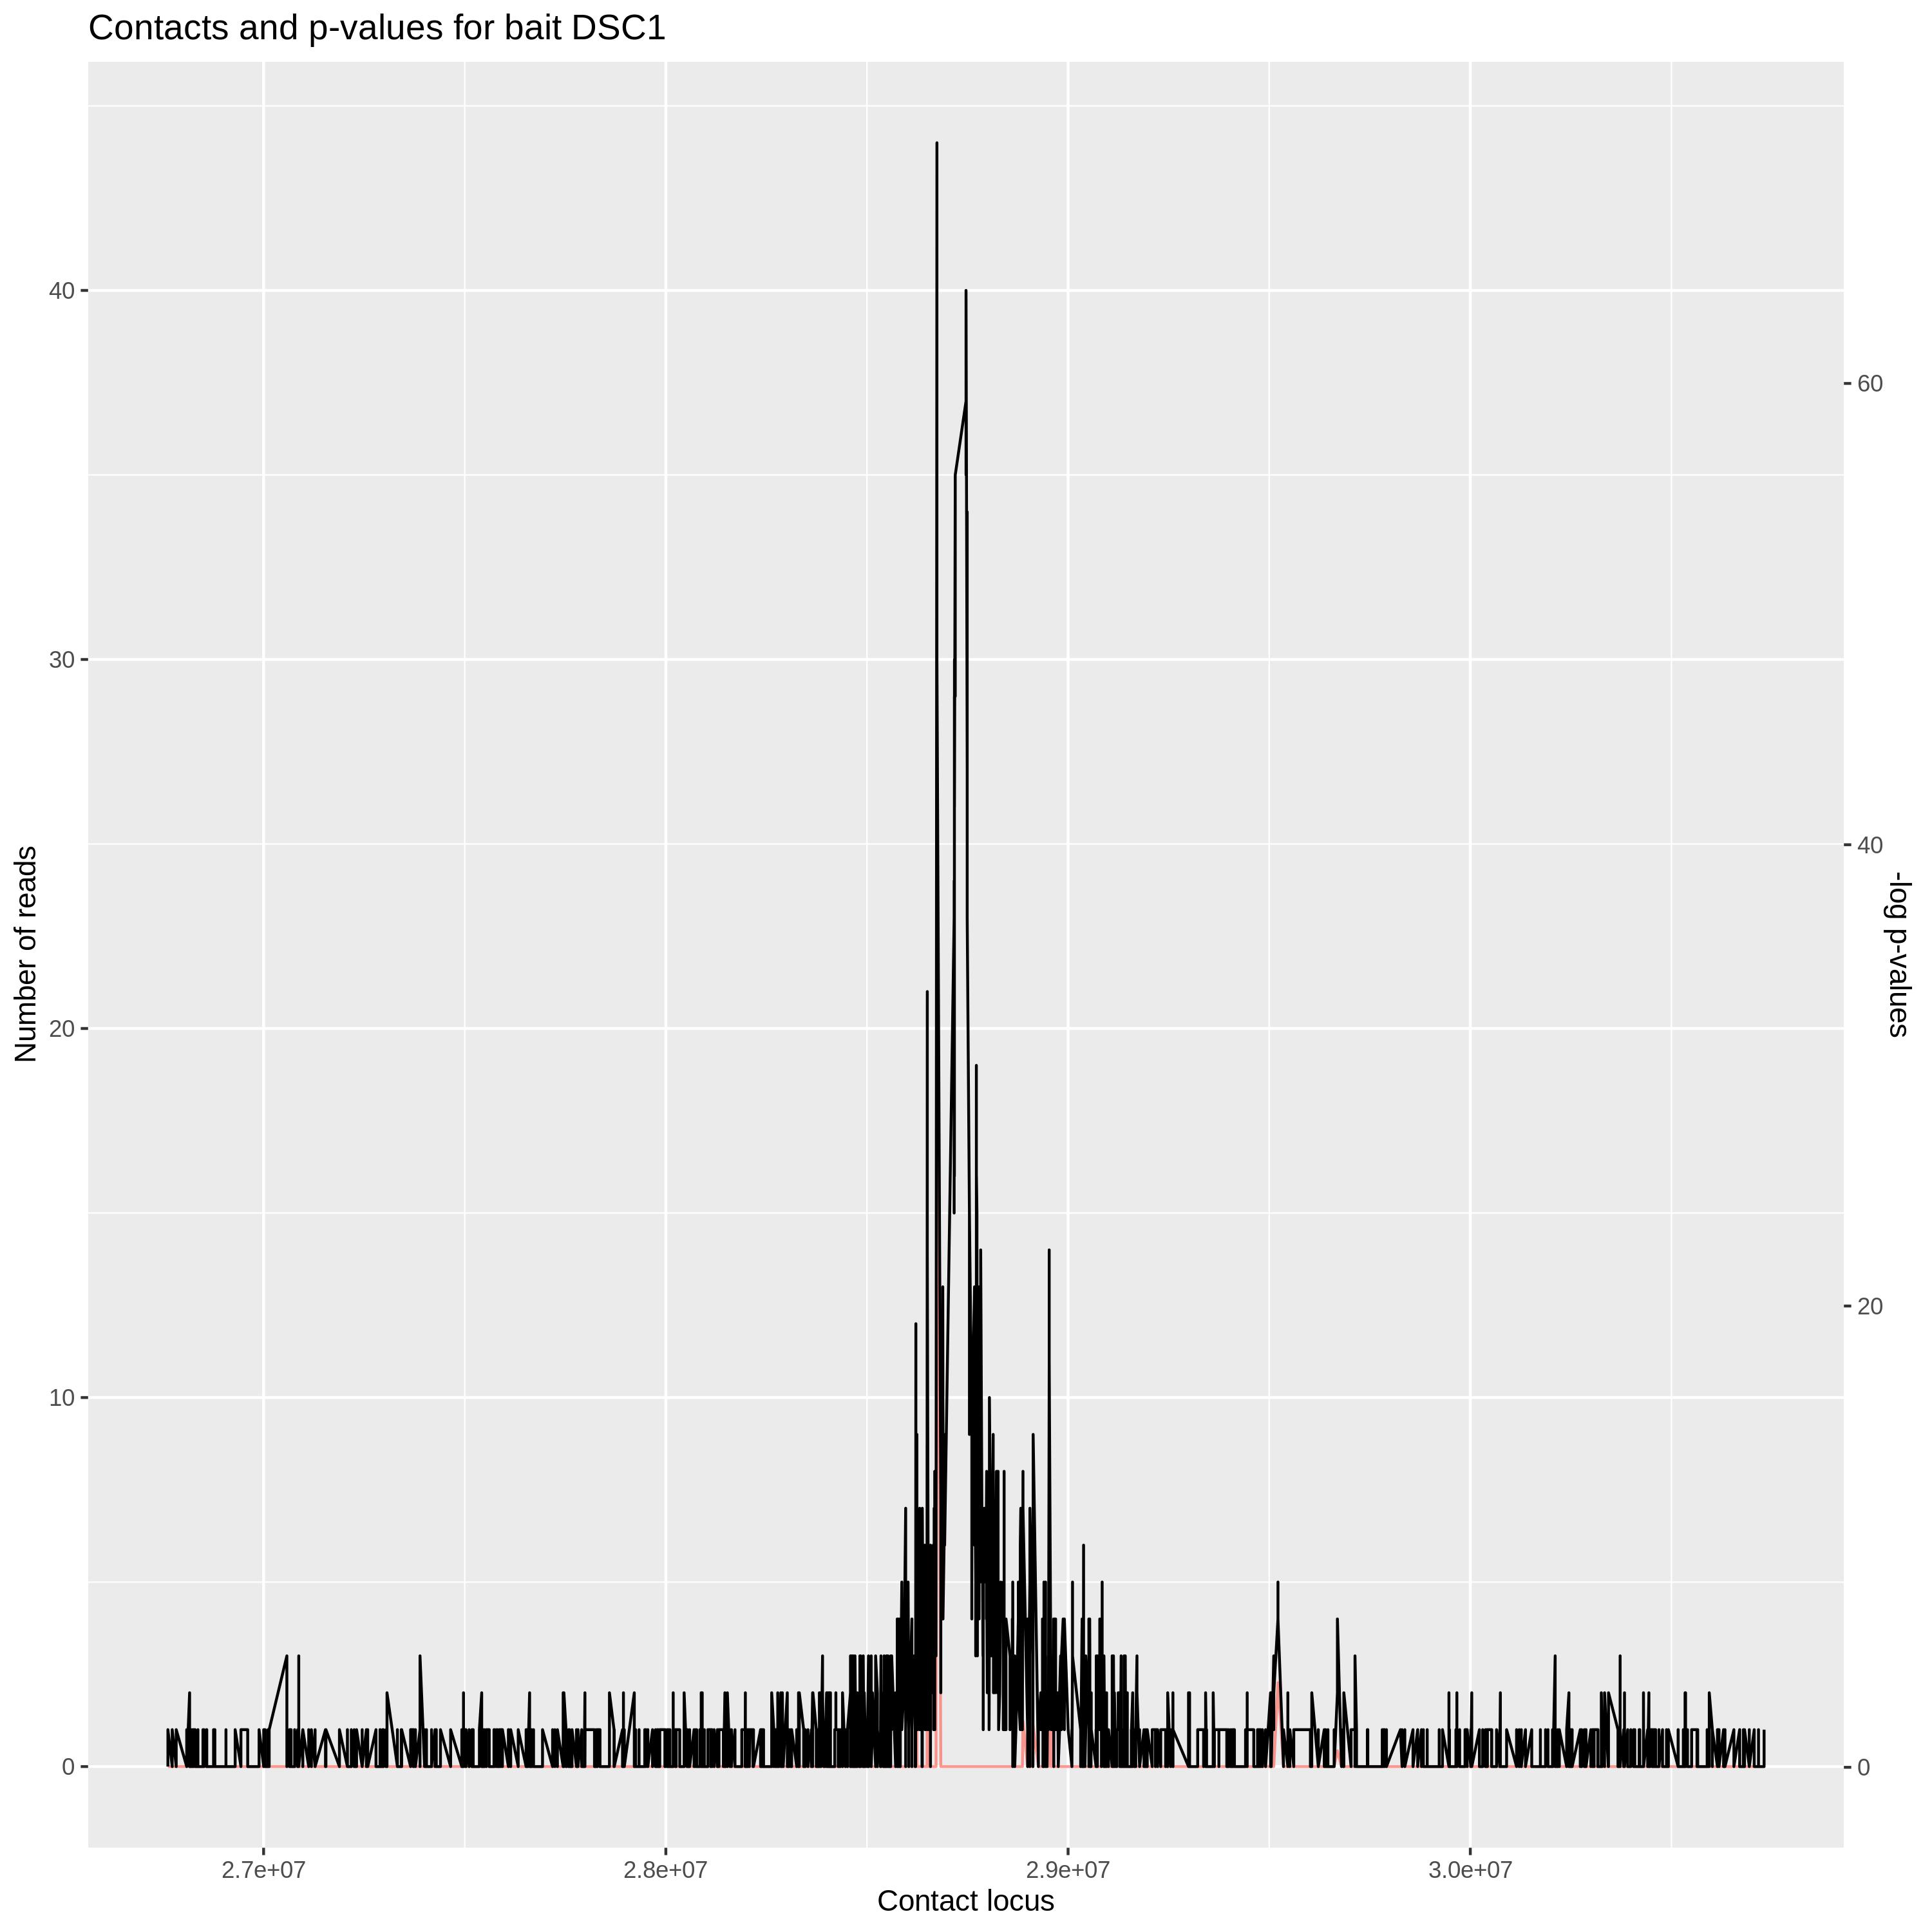 Contacts and p-values for bait DSC1
40
30
20
10
0
Number of reads
60
40
20
0
-log p-values
2.7e+07 2.8e+07 2.9e+07 3.0e+07
Contact locus